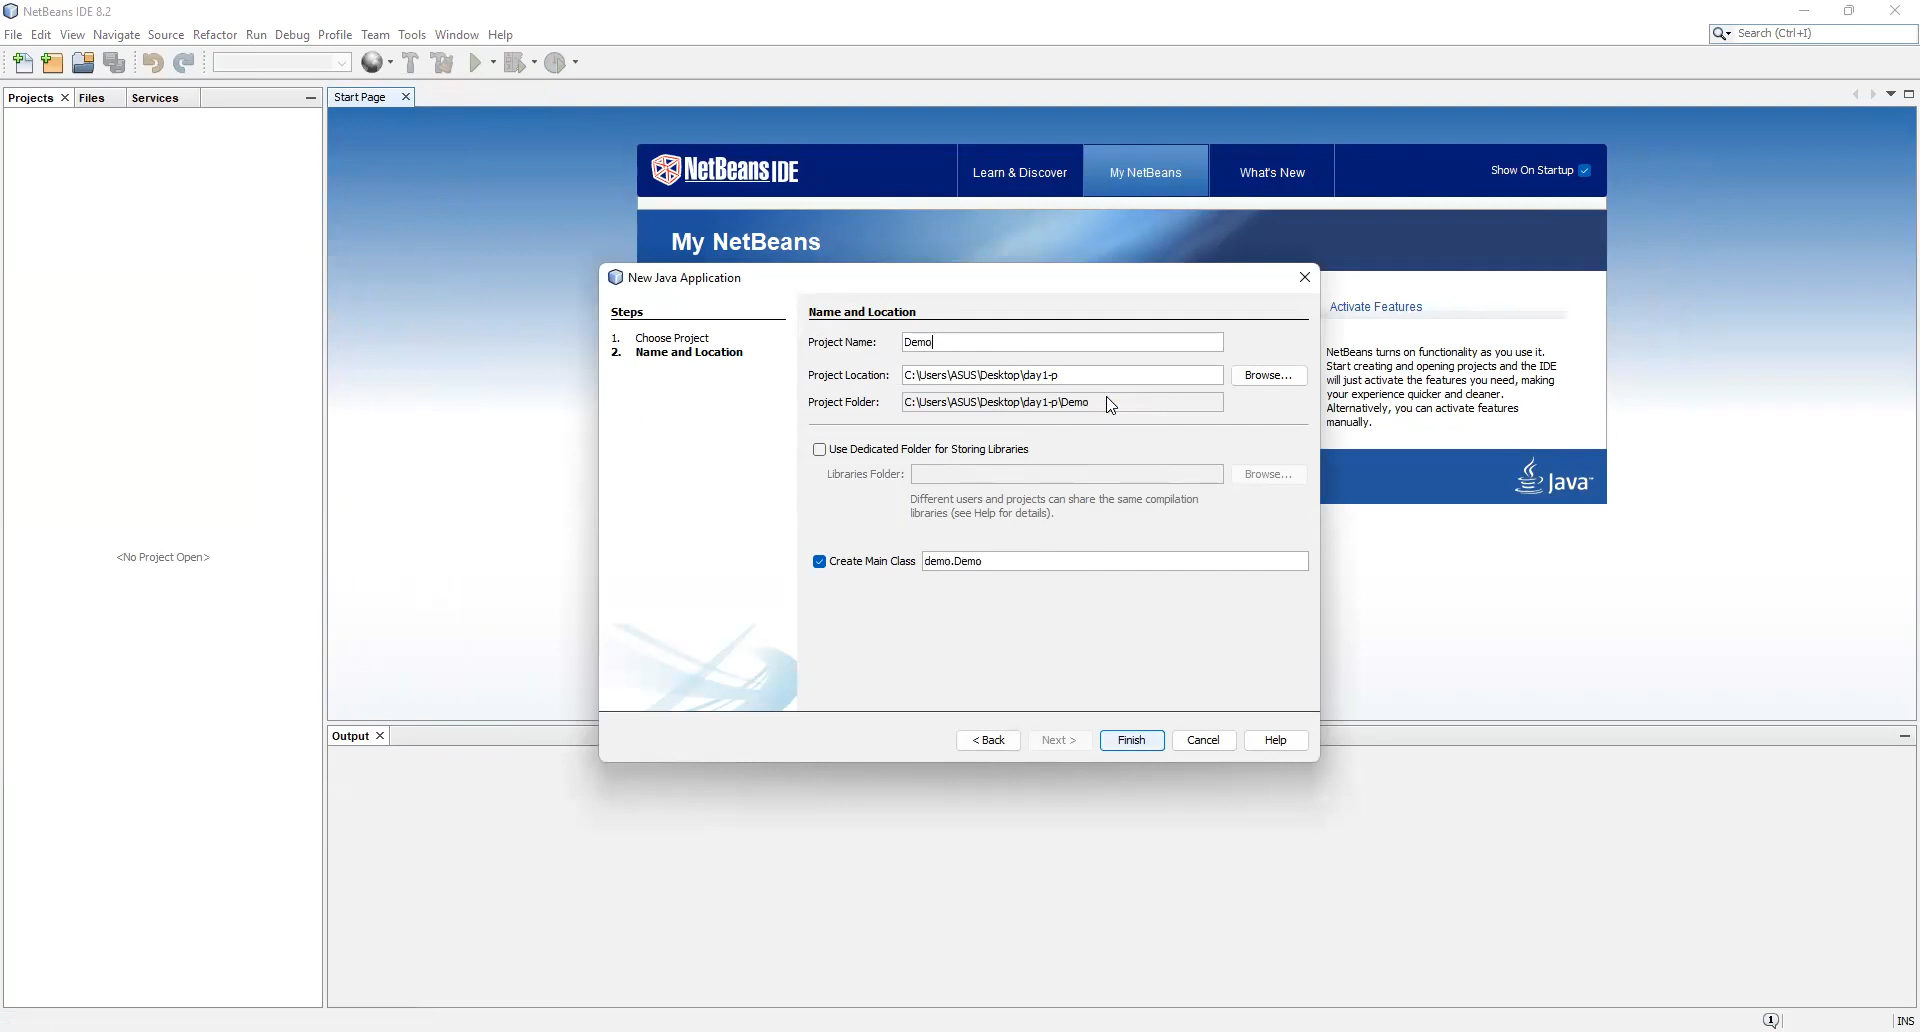 NetBeans IDE 8.2
File Edit View Navigate Source Refactor Run Debug Profile Team Tools Window Help
Search (Ctrl+I)
Projects Files Services
Start Page
NetBeans IDE
Learn & Discover
My NetBeans
What's New
Show On Startup
My NetBeans
New Java Application
Steps
1. Choose Project
2. Name and Location
Name and Location
Project Name: Demo
Project Location: C:\Users\ASUS\Desktop\day1-p Browse...
Project Folder: C:\Users\ASUS\Desktop\day1-p\Demo
Use Dedicated Folder for Storing Libraries
Libraries Folder: Browse...
Different users and projects can share the same compilation
libraries (see Help for details).
Create Main Class demo.Demo
< Back Next > Finish Cancel Help
Activate Features
NetBeans turns on functionality as you use it.
Start creating and opening projects and the IDE
will just activate the features you need, making
your experience quicker and cleaner.
Alternatively, you can activate features
manually.
Java
<No Project Open>
Output
1
INS